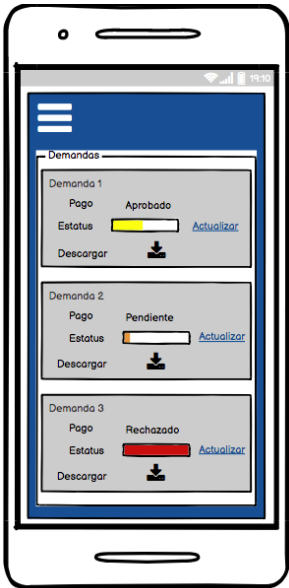 19:10
Demandas
Demanda 1
Pago Aprobado
Estatus Actualizar
Descargar
Demanda 2
Pago Pendiente
Estatus Actualizar
Descargar
Demanda 3
Pago Rechazado
Estatus Actualizar
Descargar